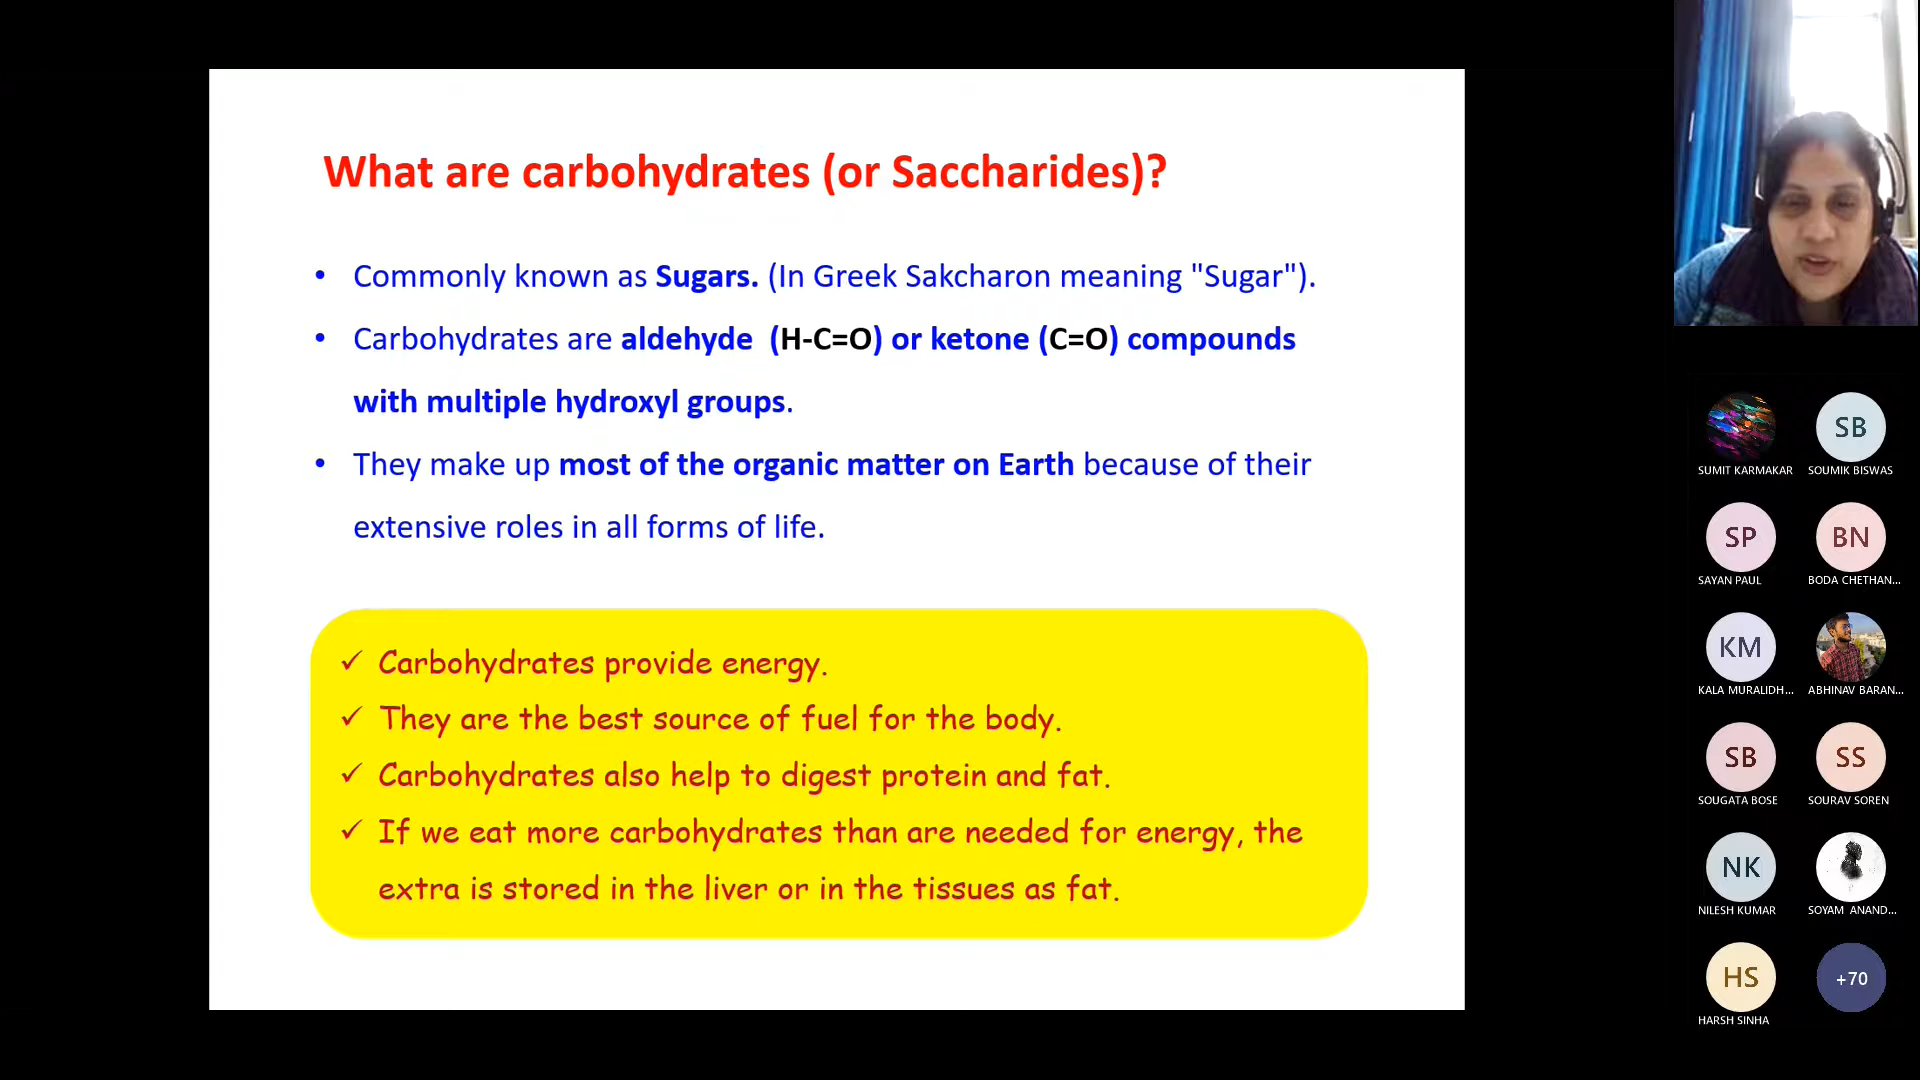 What are carbohydrates (or Saccharides)?
• Commonly known as Sugars. (In Greek Sakcharon meaning "Sugar").
• Carbohydrates are aldehyde (H-C=O) or ketone (C=O) compounds
with multiple hydroxyl groups.
• They make up most of the organic matter on Earth because of their
extensive roles in all forms of life.
✓ Carbohydrates provide energy.
✓ They are the best source of fuel for the body.
✓ Carbohydrates also help to digest protein and fat.
✓ If we eat more carbohydrates than are needed for energy, the
extra is stored in the liver or in the tissues as fat.
SB
SUMIT KARMAKAR SOUMIK BISWAS
SP BN
SAYAN PAUL BODA CHETHAN...
KM
KALA MURALIDH... ABHINAV BARAN...
SB SS
SOUGATA BOSE SOURAV SOREN
NK
NILESH KUMAR SOYAM ANAND...
HS +70
HARSH SINHA